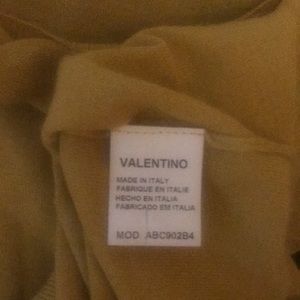 VALENTINO
MADE IN ITALY
FABRIQUE EN ITALIE
HECHO EN ITALIA
FABRICADO EM ITALIA
MOD ABC902B4